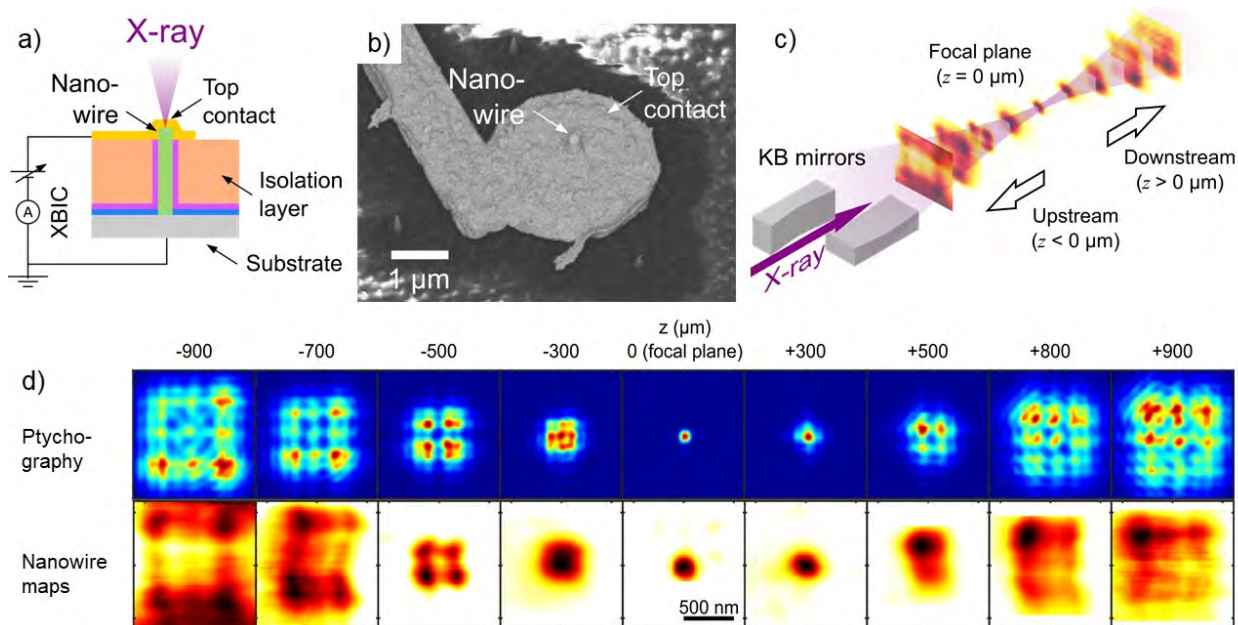 a)
X-ray
Nano-
wire
Top
contact
XBIC
A
Isolation
layer
Substrate
b)
Nano-
wire
Top
contact
1 µm
c)
Focal plane
(z = 0 µm)
KB mirrors
X-ray
Downstream
(z > 0 µm)
Upstream
(z < 0 µm)
d)
z (µm)
-900 -700 -500 -300 0 (focal plane) +300 +500 +800 +900
Ptycho-
graphy
Nanowire
maps
500 nm